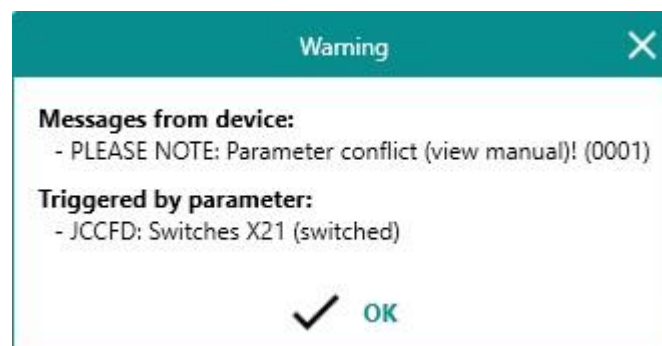 Warning
Messages from device:
- PLEASE NOTE: Parameter conflict (view manual)! (0001)
Triggered by parameter:
- JCCFD: Switches X21 (switched)
OK